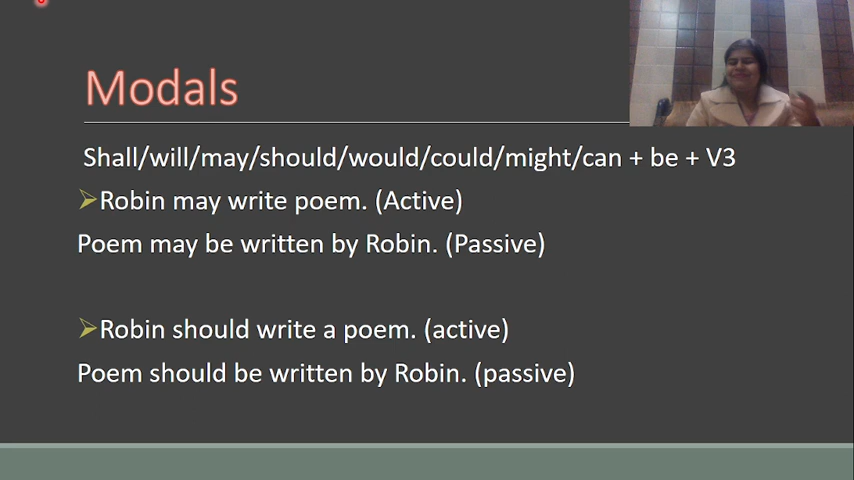 Modals
Shall/will/may/should/would/could/might/can + be + V3
Robin may write poem. (Active)
Poem may be written by Robin. (Passive)
Robin should write a poem. (active)
Poem should be written by Robin. (passive)